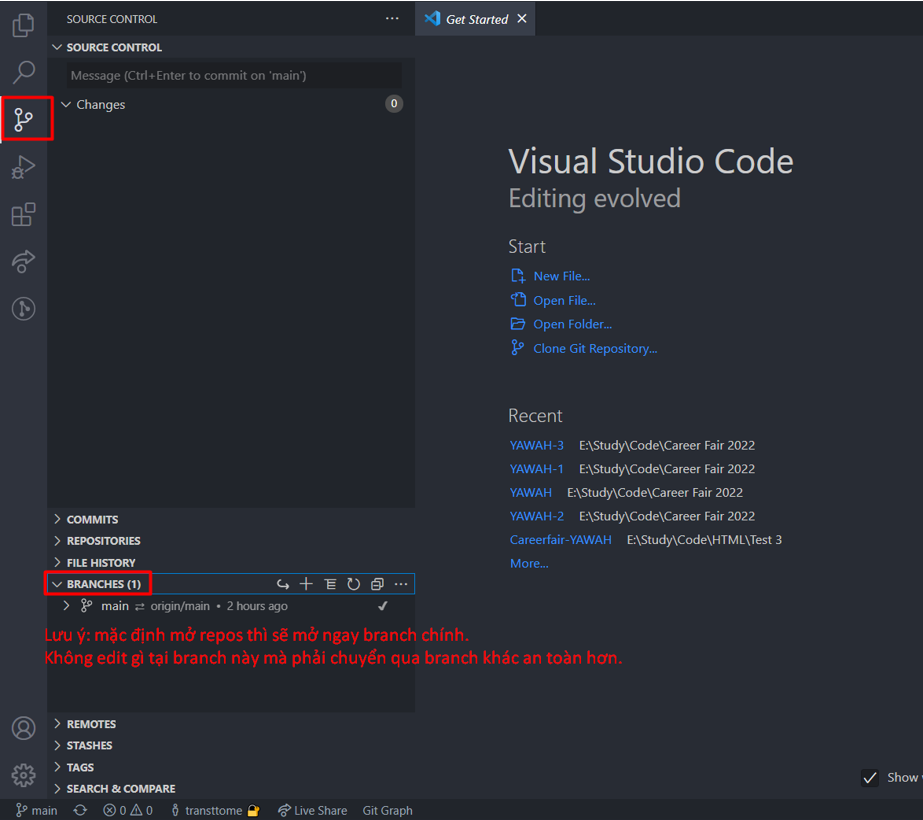 SOURCE CONTROL ···
Get Started ×
SOURCE CONTROL
Message (Ctrl+Enter to commit on 'main')
Changes 0
Visual Studio Code
Editing evolved
Start
New File...
Open File...
Open Folder...
Clone Git Repository...
Recent
YAWAH-3 E:\Study\Code\Career Fair 2022
YAWAH-1 E:\Study\Code\Career Fair 2022
YAWAH E:\Study\Code\Career Fair 2022
YAWAH-2 E:\Study\Code\Career Fair 2022
Careerfair-YAWAH E:\Study\Code\HTML\Test 3
More...
COMMITS
REPOSITORIES
FILE HISTORY
BRANCHES (1)
main ⇄ origin/main • 2 hours ago ✓
Lưu ý: mặc định mở repos thì sẽ mở ngay branch chính.
Không edit gì tại branch này mà phải chuyển qua branch khác an toàn hơn.
REMOTES
STASHES
TAGS
SEARCH & COMPARE
Show
main 0 0 transttome 🔒 Live Share Git Graph